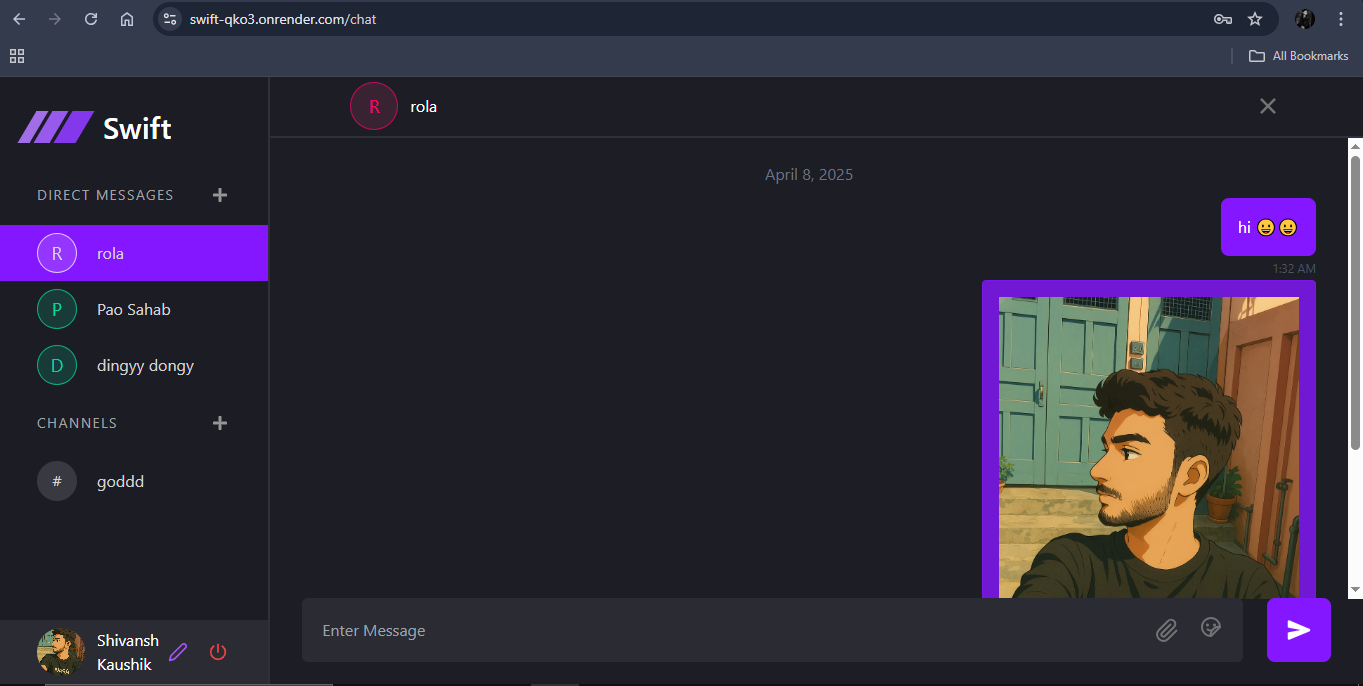 swift-qko3.onrender.com/chat
All Bookmarks
Swift
DIRECT MESSAGES
R rola
P Pao Sahab
D dingyy dongy
CHANNELS
# goddd
Shivansh
Kaushik
R rola
April 8, 2025
hi 😀😀
1:32 AM
Enter Message